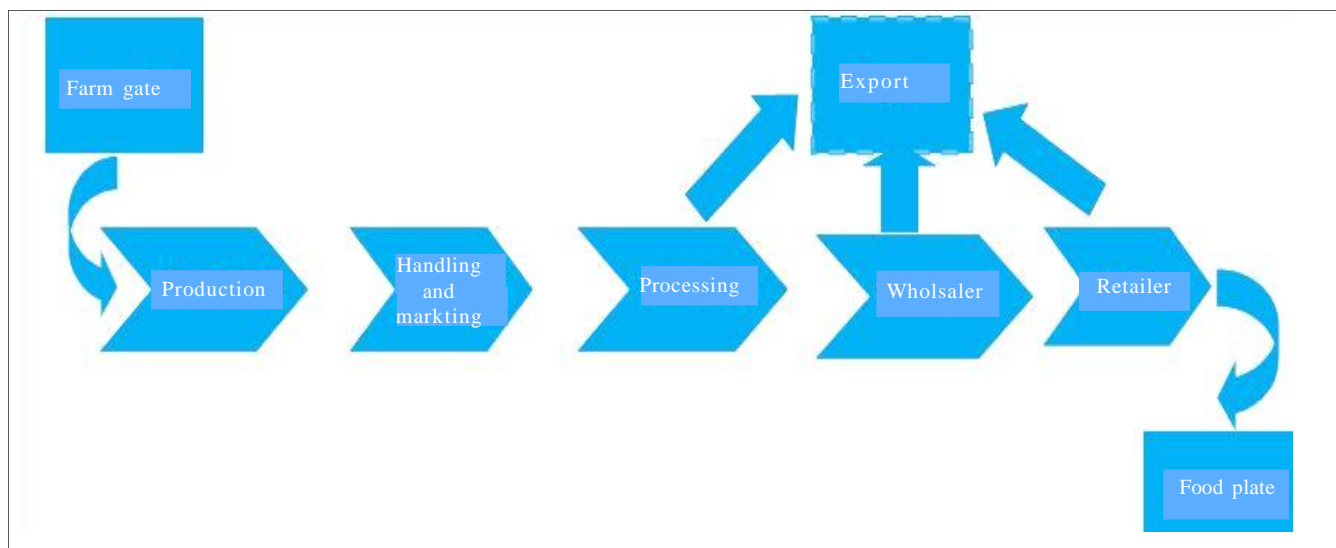 Farm gate
Export
Production
Handling
and
markting
Processing
Wholsaler
Retailer
Food plate